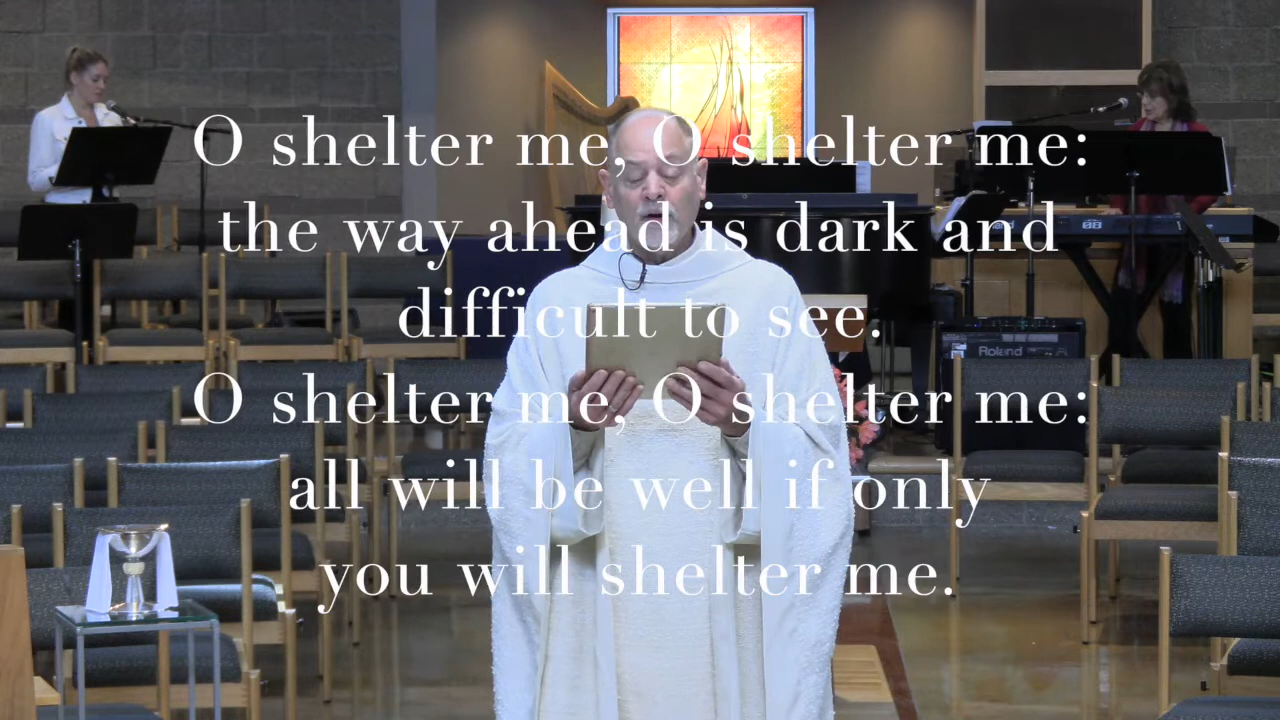 O shelter me, O shelter me:
the way ahead is dark and
difficult to see.
O shelter me, O shelter me:
all will be well if only
you will shelter me.
Roland